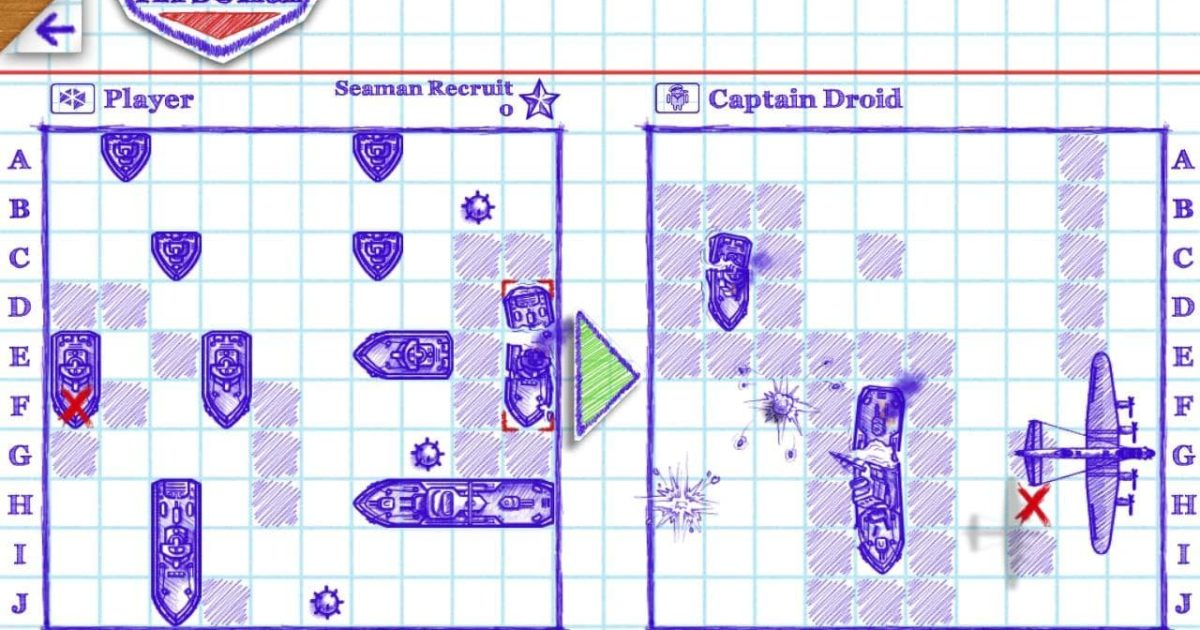 Player
Seaman Recruit
0
Captain Droid
A
A
B
B
C
C
D
D
E
E
F
F
G
G
H
H
I
I
J
J